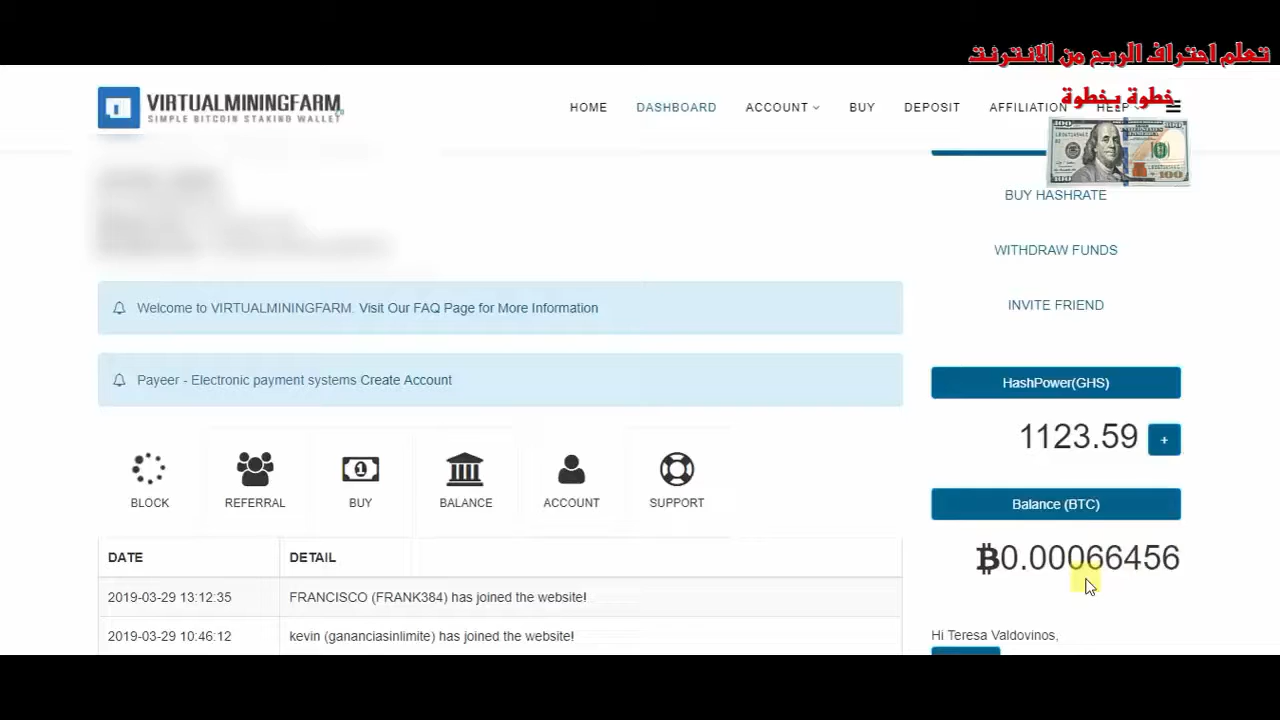 تعلم احتراف الربح من الانترنت
خطوة بخطوة
VIRTUALMININGFARM
SIMPLE BITCOIN STAKING WALLET
HOME DASHBOARD ACCOUNT BUY DEPOSIT AFFILIATION HELP
BUY HASHRATE
WITHDRAW FUNDS
INVITE FRIEND
Welcome to VIRTUALMININGFARM. Visit Our FAQ Page for More Information
Payeer - Electronic payment systems Create Account
HashPower(GHS)
1123.59 +
Balance (BTC)
₿0.00066456
BLOCK REFERRAL BUY BALANCE ACCOUNT SUPPORT
DATE DETAIL
2019-03-29 13:12:35 FRANCISCO (FRANK384) has joined the website!
2019-03-29 10:46:12 kevin (gananciasinlimite) has joined the website!
Hi Teresa Valdovinos,